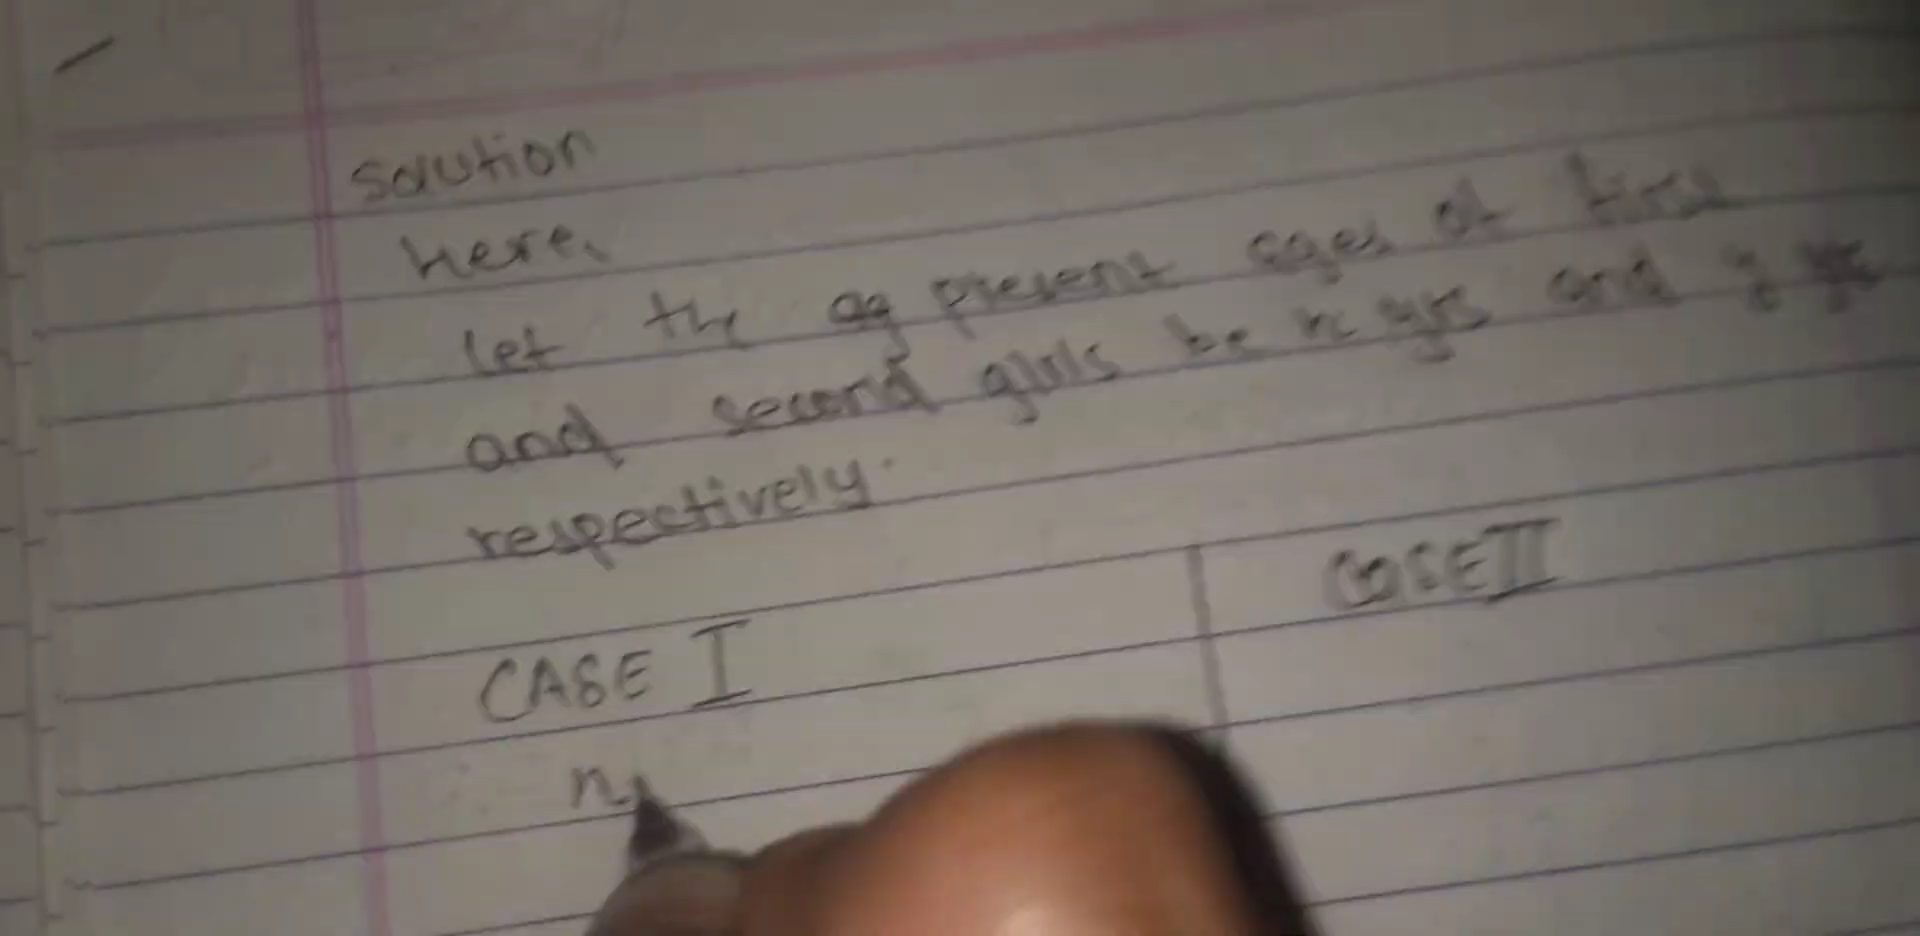 Solution
here,
let the ag present ages of first
and second girls be x yrs and y yrs
respectively.
CASE I
CASE II
x